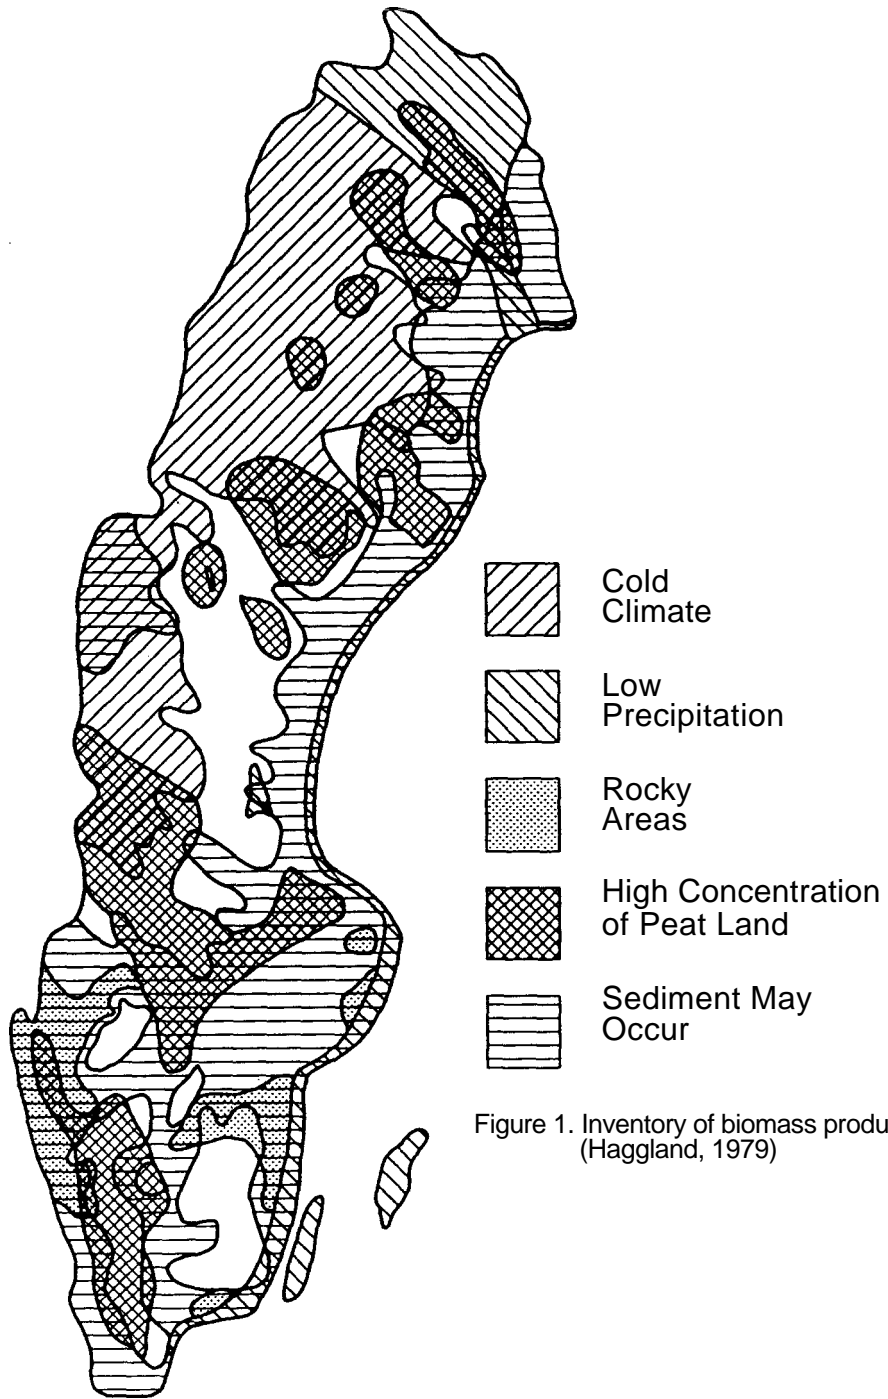 Cold
Climate
Low
Precipitation
Rocky
Areas
High Concentration
of Peat Land
Sediment May
Occur
Figure 1. Inventory of biomass produ
(Haggland, 1979)